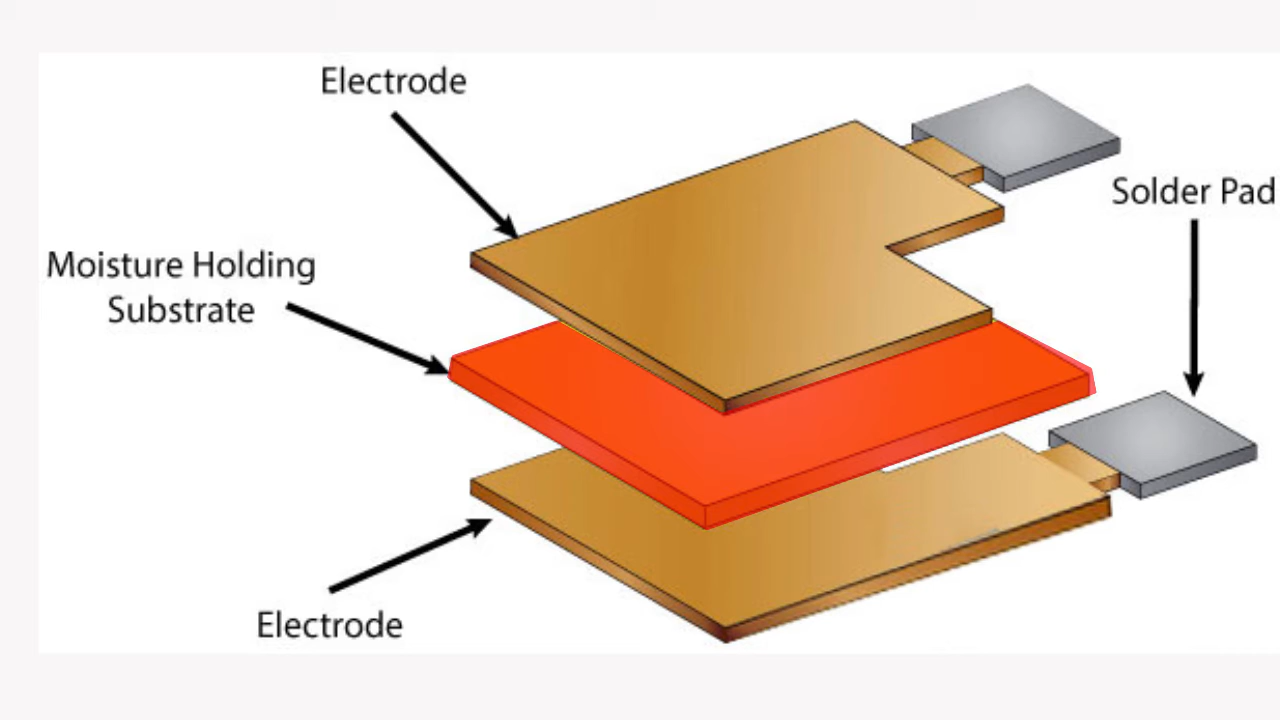 Electrode
Solder Pad
Moisture Holding
Substrate
Electrode